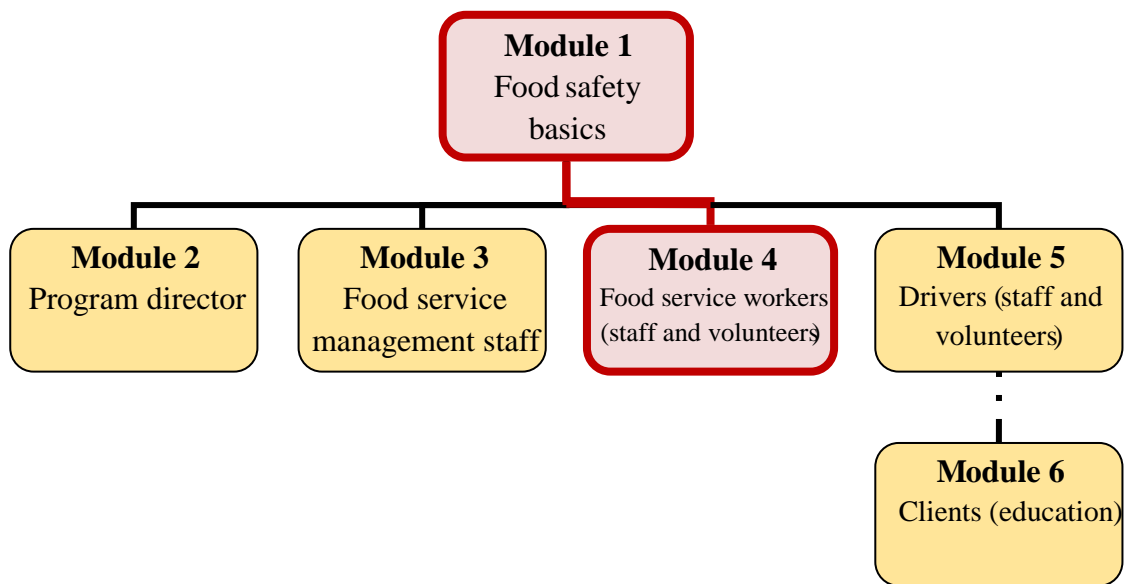 Module 1
Food safety
basics
Module 2
Program director
Module 3
Food service
management staff
Module 4
Food service workers
(staff and volunteers)
Module 5
Drivers (staff and
volunteers)
Module 6
Clients (education)